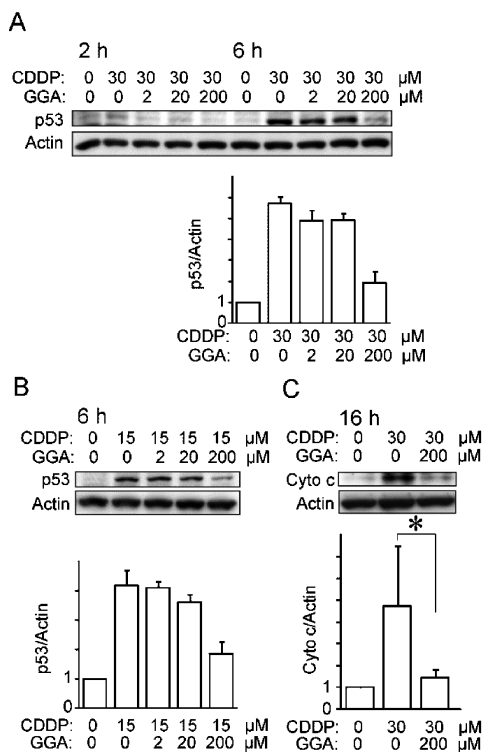 A
2 h 6 h
CDDP: 0 30 30 30 30 0 30 30 30 30 μM
GGA: 0 0 2 20 200 0 0 2 20 200 μM
p53
Actin
p53/Actin
1
0
CDDP: 0 30 30 30 30 μM
GGA: 0 0 2 20 200 μM
B
6 h
CDDP: 0 15 15 15 15 μM
GGA: 0 0 2 20 200 μM
p53
Actin
p53/Actin
1
0
CDDP: 0 15 15 15 15 μM
GGA: 0 0 2 20 200 μM
C
16 h
CDDP: 0 30 30 μM
GGA: 0 0 200 μM
Cyto c
Actin
*
Cyto c/Actin
1
0
CDDP: 0 30 30 μM
GGA: 0 0 200 μM